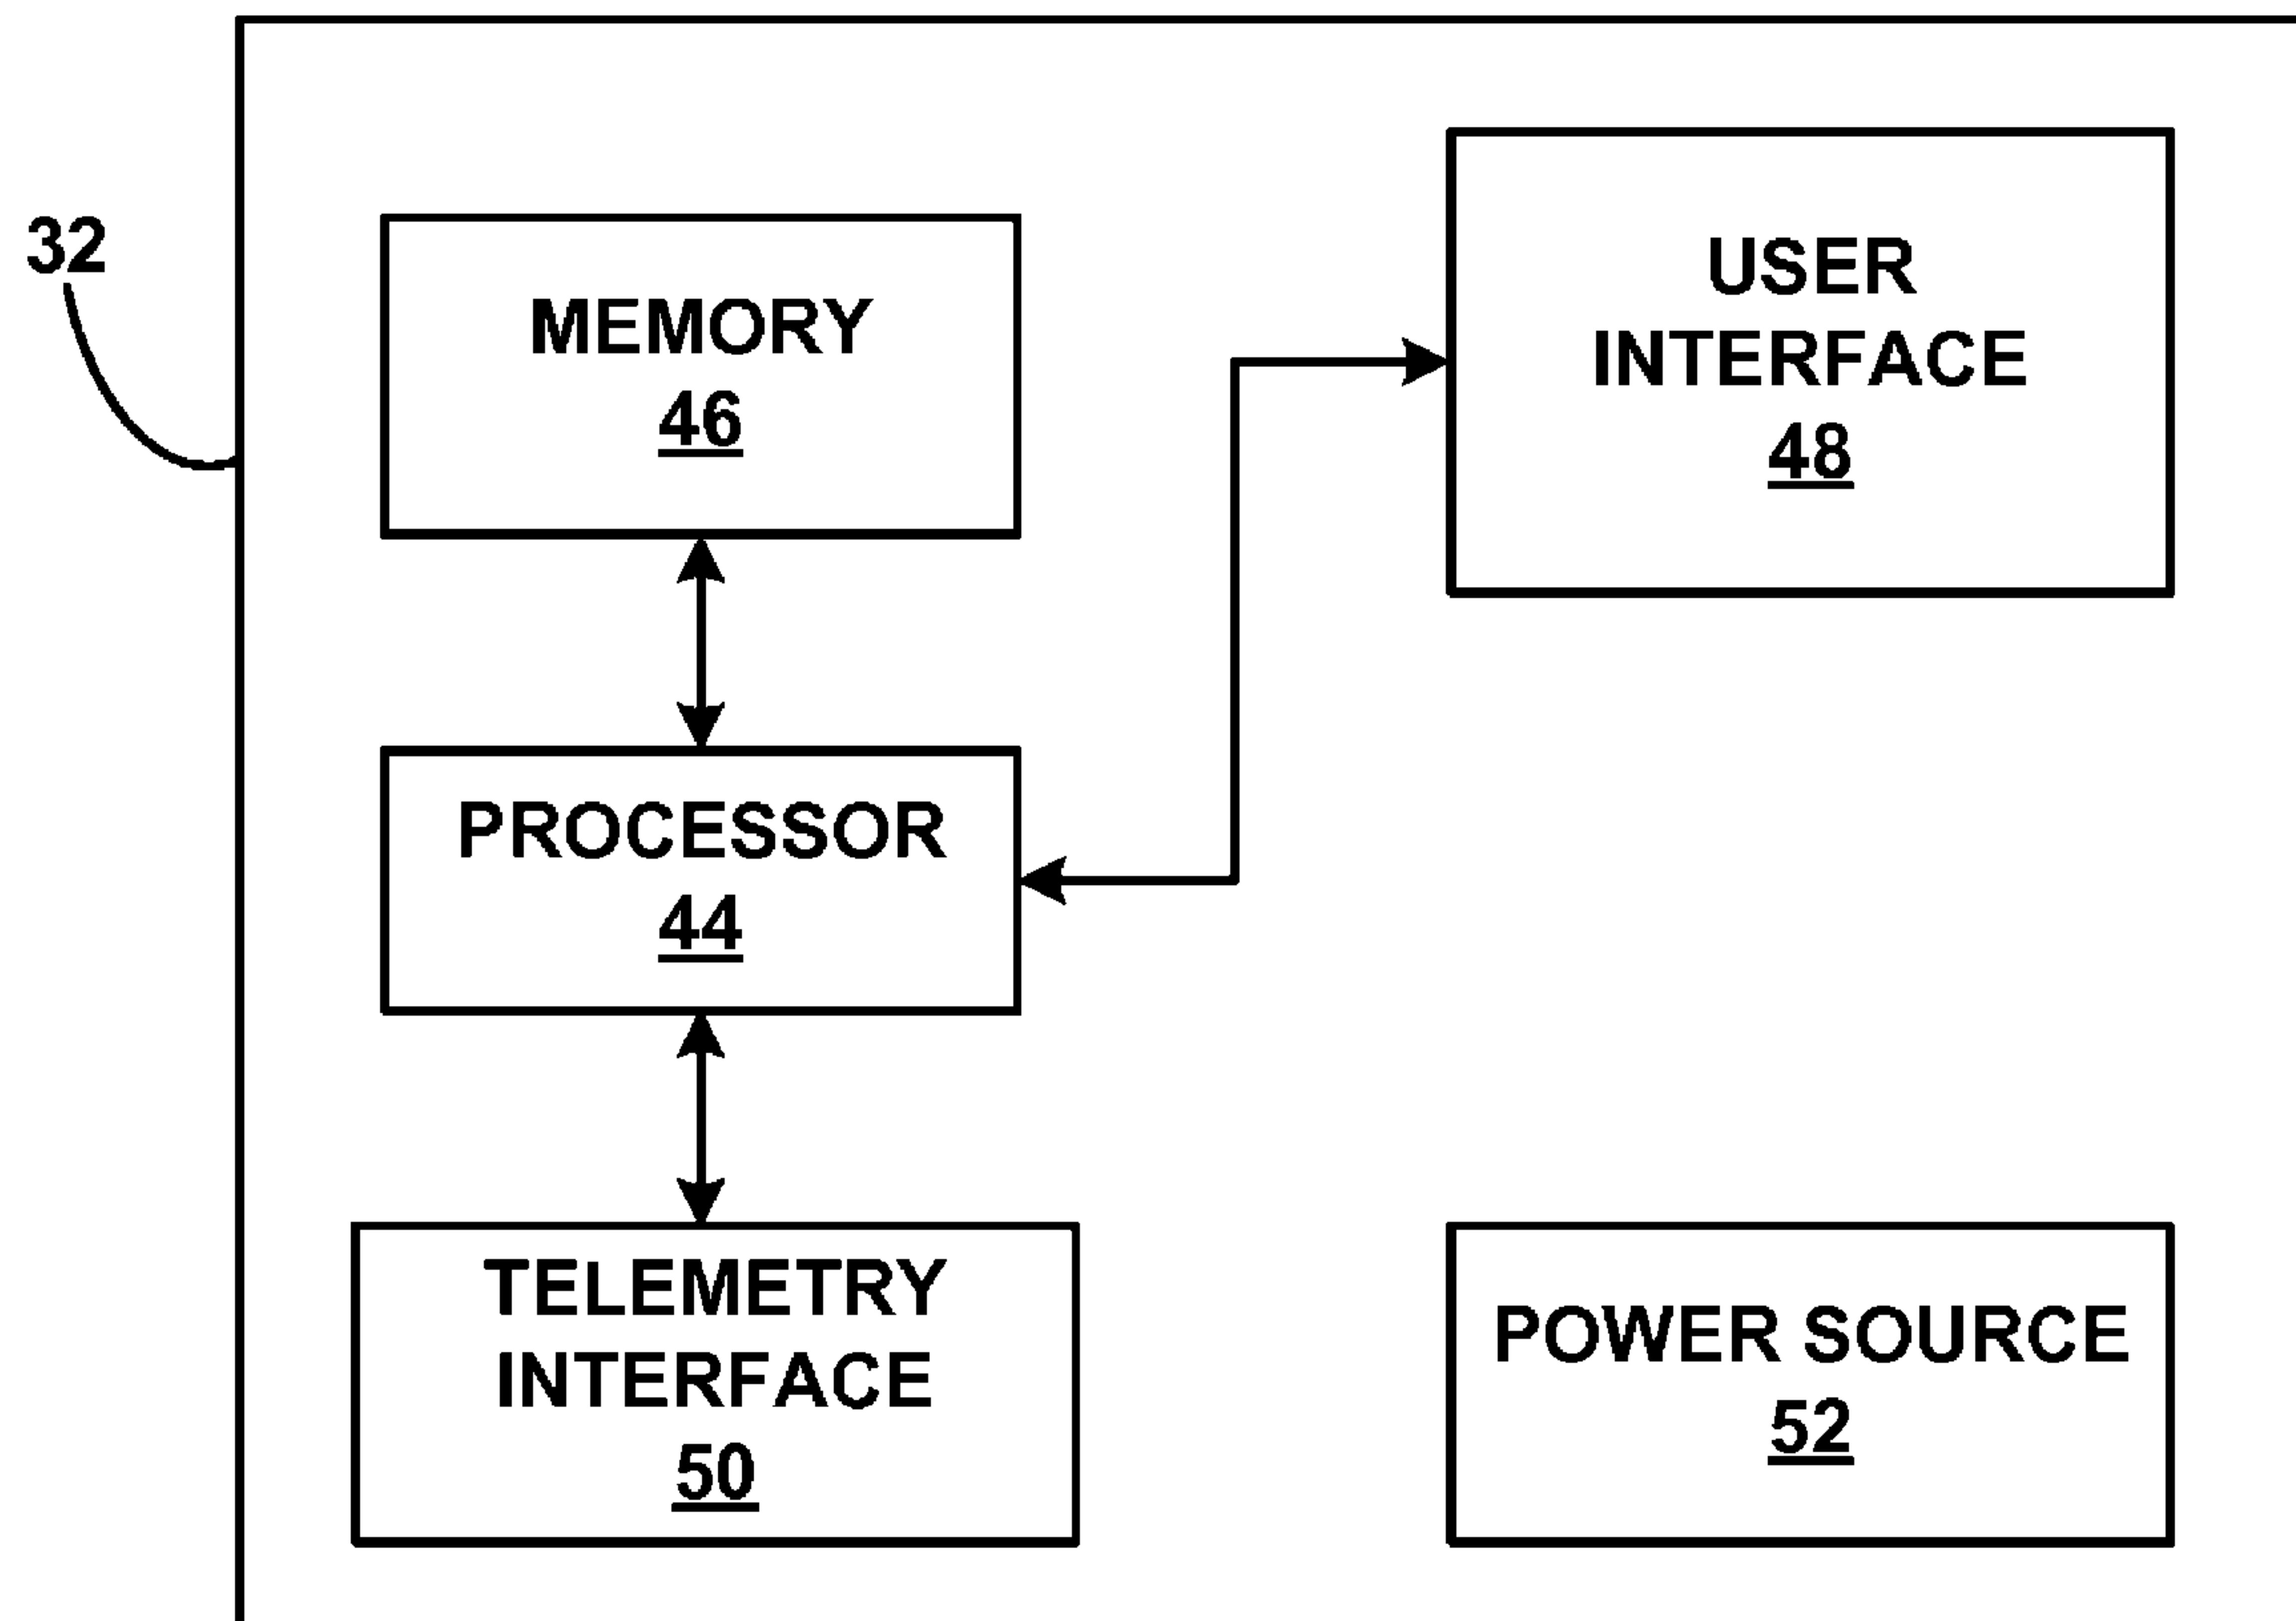 32
MEMORY
46
USER
INTERFACE
48
PROCESSOR
44
TELEMETRY
INTERFACE
50
POWER SOURCE
52